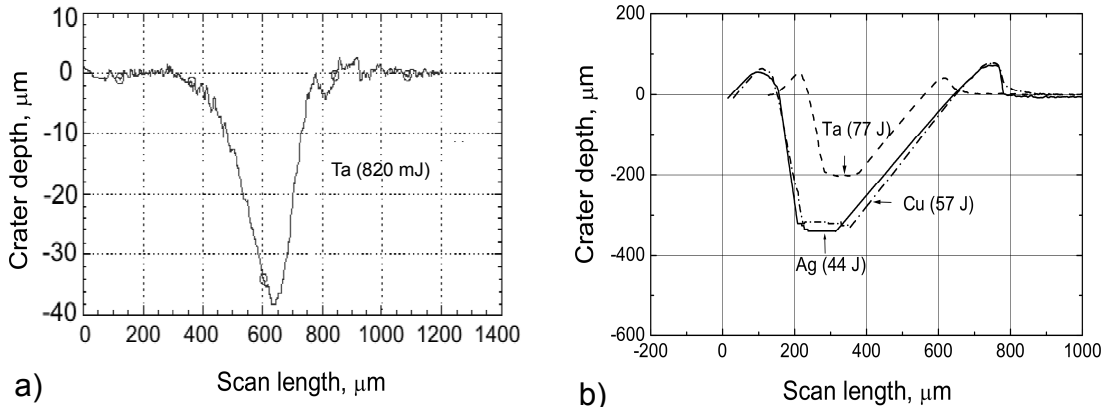 10
0
-10
-20
-30
-40
0 200 400 600 800 1000 1200 1400
Crater depth, μm
Ta (820 mJ)
Scan length, μm
a)
200
0
-200
-400
-600
-200 0 200 400 600 800 1000
Crater depth, μm
Ta (77 J)
Cu (57 J)
Ag (44 J)
Scan length, μm
b)